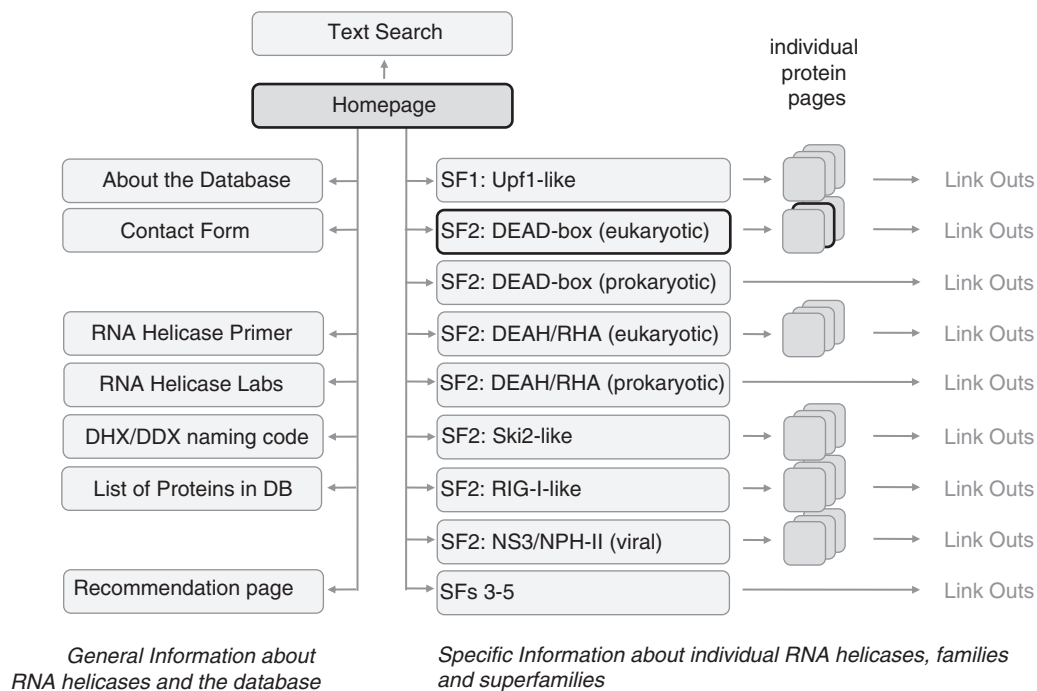 Text Search
Homepage
individual
protein
pages
About the Database
SF1: Upf1-like
Link Outs
Contact Form
SF2: DEAD-box (eukaryotic)
Link Outs
SF2: DEAD-box (prokaryotic)
Link Outs
RNA Helicase Primer
SF2: DEAH/RHA (eukaryotic)
Link Outs
RNA Helicase Labs
SF2: DEAH/RHA (prokaryotic)
Link Outs
DHX/DDX naming code
SF2: Ski2-like
Link Outs
List of Proteins in DB
SF2: RIG-I-like
Link Outs
SF2: NS3/NPH-II (viral)
Link Outs
Recommendation page
SFs 3-5
Link Outs
General Information about
RNA helicases and the database
Specific Information about individual RNA helicases, families
and superfamilies